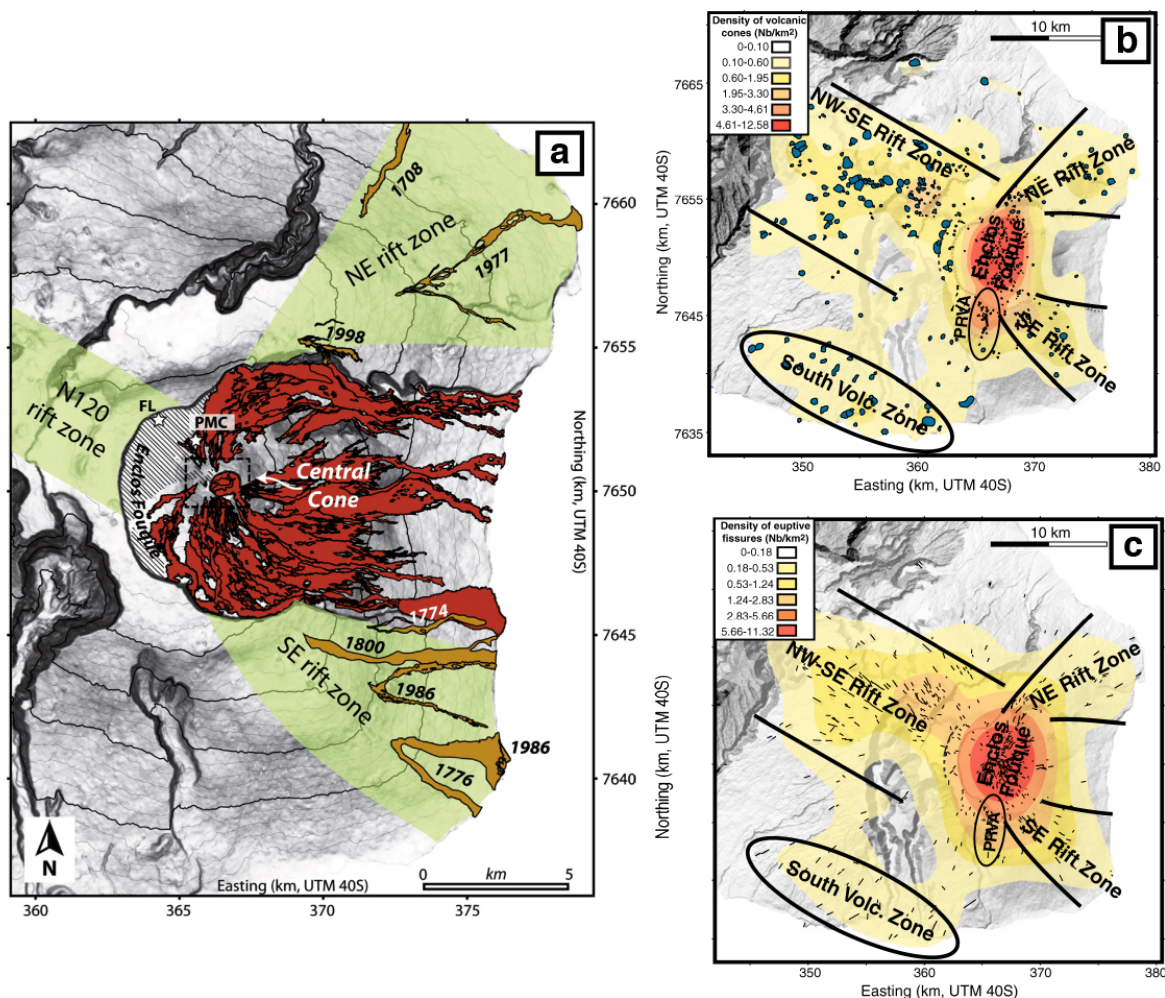 a
1708
7660
NE rift zone
1977
1998
7655
N120
rift zone
FL
PMC
Enclos Fouque
Central
Cone
7650
1774
7645
1800
SE rift zone
1986
1986
1776
7640
N
km
0
5
Easting (km, UTM 40S)
360
365
370
375
Northing (km, UTM 40S)
Density of volcanic
cones (Nb/km2)
0-0.10
0.10-0.60
0.60-1.95
1.95-3.30
3.30-4.61
4.61-12.58
10 km
b
7665
7655
7645
7635
Northing (km, UTM 40S)
NW-SE Rift Zone
NE Rift Zone
Enclos
Fouque
PRVA
SE Rift Zone
South Volc. Zone
350
360
370
380
Easting (km, UTM 40S)
Density of euptive
fissures (Nb/km2)
0-0.18
0.18-0.53
0.53-1.24
1.24-2.83
2.83-5.66
5.66-11.32
10 km
c
Northing (km, UTM 40S)
NW-SE Rift Zone
NE Rift Zone
Enclos
Fouque
PRVA
SE Rift Zone
South Volc. Zone
350
360
370
380
Easting (km, UTM 40S)